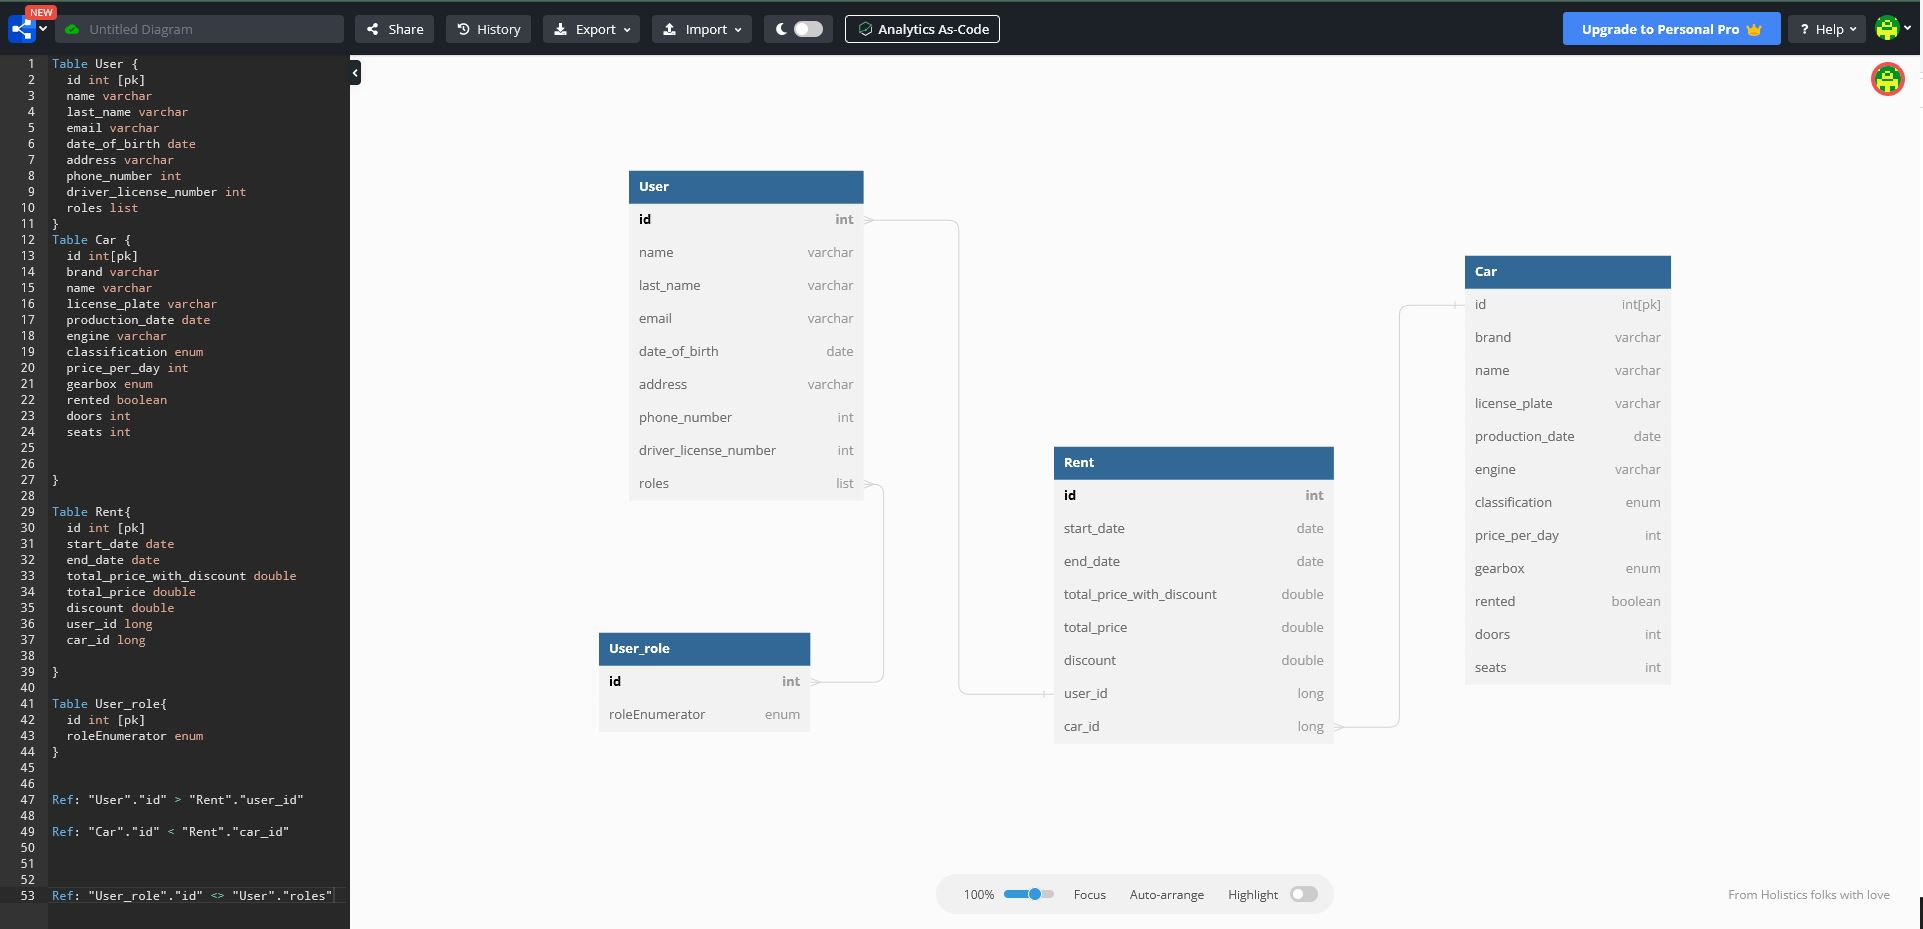 NEW
Untitled Diagram
Share
History
Export
Import
Analytics As-Code
Upgrade to Personal Pro
? Help
1 Table User {
2 id int [pk]
3 name varchar
4 last_name varchar
5 email varchar
6 date_of_birth date
7 address varchar
8 phone_number int
9 driver_license_number int
10 roles list
11 }
12 Table Car {
13 id int[pk]
14 brand varchar
15 name varchar
16 license_plate varchar
17 production_date date
18 engine varchar
19 classification enum
20 price_per_day int
21 gearbox enum
22 rented boolean
23 doors int
24 seats int
25
26
27 }
28
29 Table Rent{
30 id int [pk]
31 start_date date
32 end_date date
33 total_price_with_discount double
34 total_price double
35 discount double
36 user_id long
37 car_id long
38
39 }
40
41 Table User_role{
42 id int [pk]
43 roleEnumerator enum
44 }
45
46
47 Ref: "User"."id" > "Rent"."user_id"
48
49 Ref: "Car"."id" < "Rent"."car_id"
50
51
52
53 Ref: "User_role"."id" <> "User"."roles"
User
id int
name varchar
last_name varchar
email varchar
date_of_birth date
address varchar
phone_number int
driver_license_number int
roles list
User_role
id int
roleEnumerator enum
Rent
id int
start_date date
end_date date
total_price_with_discount double
total_price double
discount double
user_id long
car_id long
Car
id int[pk]
brand varchar
name varchar
license_plate varchar
production_date date
engine varchar
classification enum
price_per_day int
gearbox enum
rented boolean
doors int
seats int
100%
Focus
Auto-arrange
Highlight
From Holistics folks with love